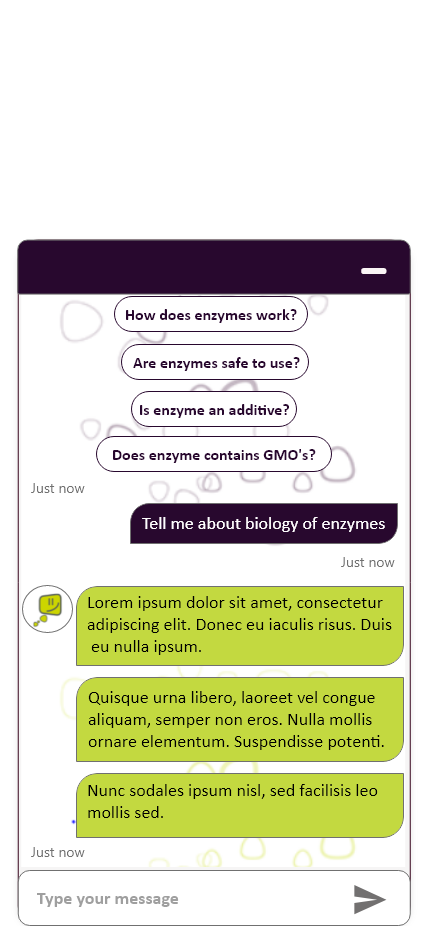 How does enzymes work?
Are enzymes safe to use?
Is enzyme an additive?
Does enzyme contains GMO's?
Just now
Tell me about biology of enzymes
Just now
Lorem ipsum dolor sit amet, consectetur
adipiscing elit. Donec eu iaculis risus. Duis
eu nulla ipsum.
Quisque urna libero, laoreet vel congue
aliquam, semper non eros. Nulla mollis
ornare elementum. Suspendisse potenti.
Nunc sodales ipsum nisl, sed facilisis leo
mollis sed.
Just now
Type your message